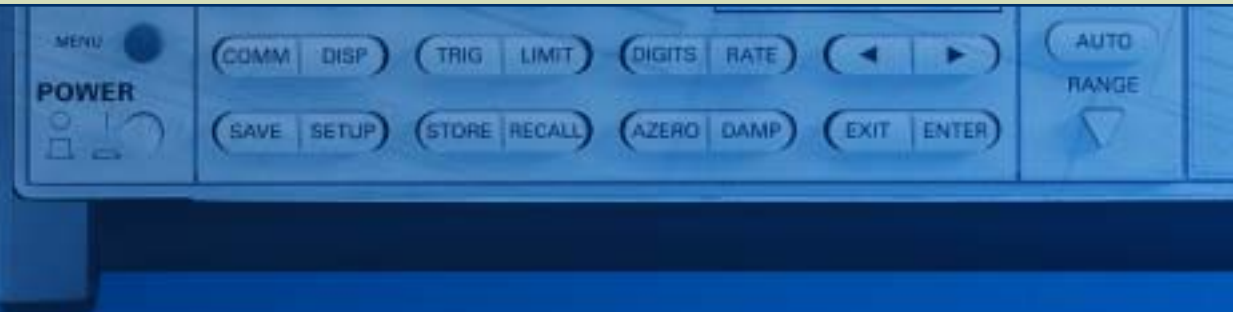 MENU
COMM DISP TRIG LIMIT DIGITS RATE AUTO
POWER RANGE
SAVE SETUP STORE RECALL AZERO DAMP EXIT ENTER